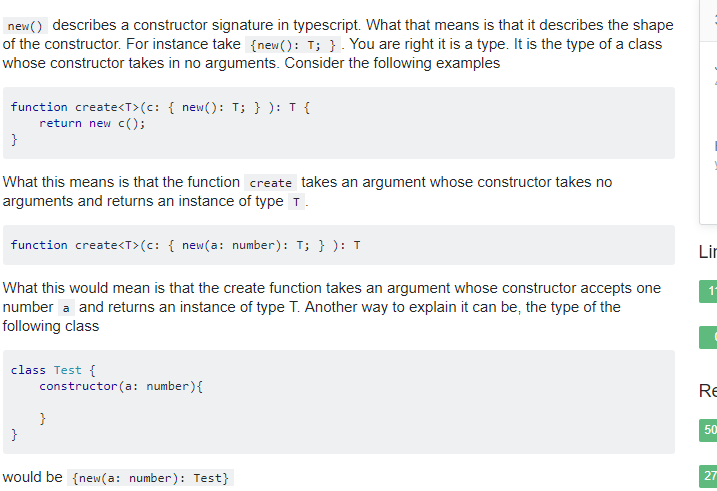 new() describes a constructor signature in typescript. What that means is that it describes the shape
of the constructor. For instance take {new(): T; } . You are right it is a type. It is the type of a class
whose constructor takes in no arguments. Consider the following examples
function create<T>(c: { new(): T; } ): T {
    return new c();
}
What this means is that the function create takes an argument whose constructor takes no
arguments and returns an instance of type T .
function create<T>(c: { new(a: number): T; } ): T
What this would mean is that the create function takes an argument whose constructor accepts one
number a and returns an instance of type T. Another way to explain it can be, the type of the
following class
class Test {
    constructor(a: number){
    }
}
would be {new(a: number): Test}
50
27